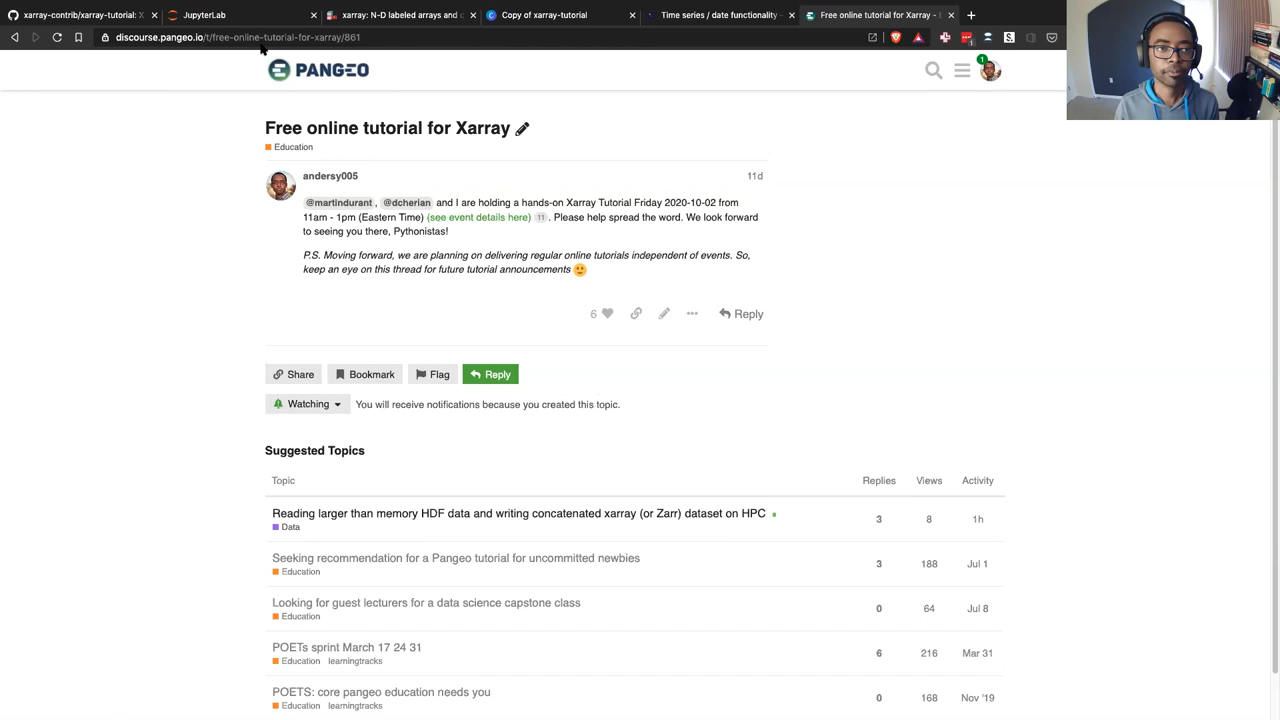 xarray-contrib/xarray-tutorial: X
JupyterLab
xarray: N-D labeled arrays and
Copy of xarray-tutorial
Time series / date functionality
Free online tutorial for Xarray -
discourse.pangeo.io/t/free-online-tutorial-for-xarray/861
1
PANGEO
1
Free online tutorial for Xarray
Education
andersy005
11d
@martindurant, @dcherian and I are holding a hands-on Xarray Tutorial Friday 2020-10-02 from
11am - 1pm (Eastern Time) (see event details here) 11 . Please help spread the word. We look forward
to seeing you there, Pythonistas!
P.S. Moving forward, we are planning on delivering regular online tutorials independent of events. So,
keep an eye on this thread for future tutorial announcements
6
Reply
Share
Bookmark
Flag
Reply
Watching
You will receive notifications because you created this topic.
Suggested Topics
Topic Replies Views Activity
Reading larger than memory HDF data and writing concatenated xarray (or Zarr) dataset on HPC
Data
3 8 1h
Seeking recommendation for a Pangeo tutorial for uncommitted newbies
Education
3 188 Jul 1
Looking for guest lecturers for a data science capstone class
Education
0 64 Jul 8
POETs sprint March 17 24 31
Education learningtracks
6 216 Mar 31
POETS: core pangeo education needs you
Education learningtracks
0 168 Nov '19